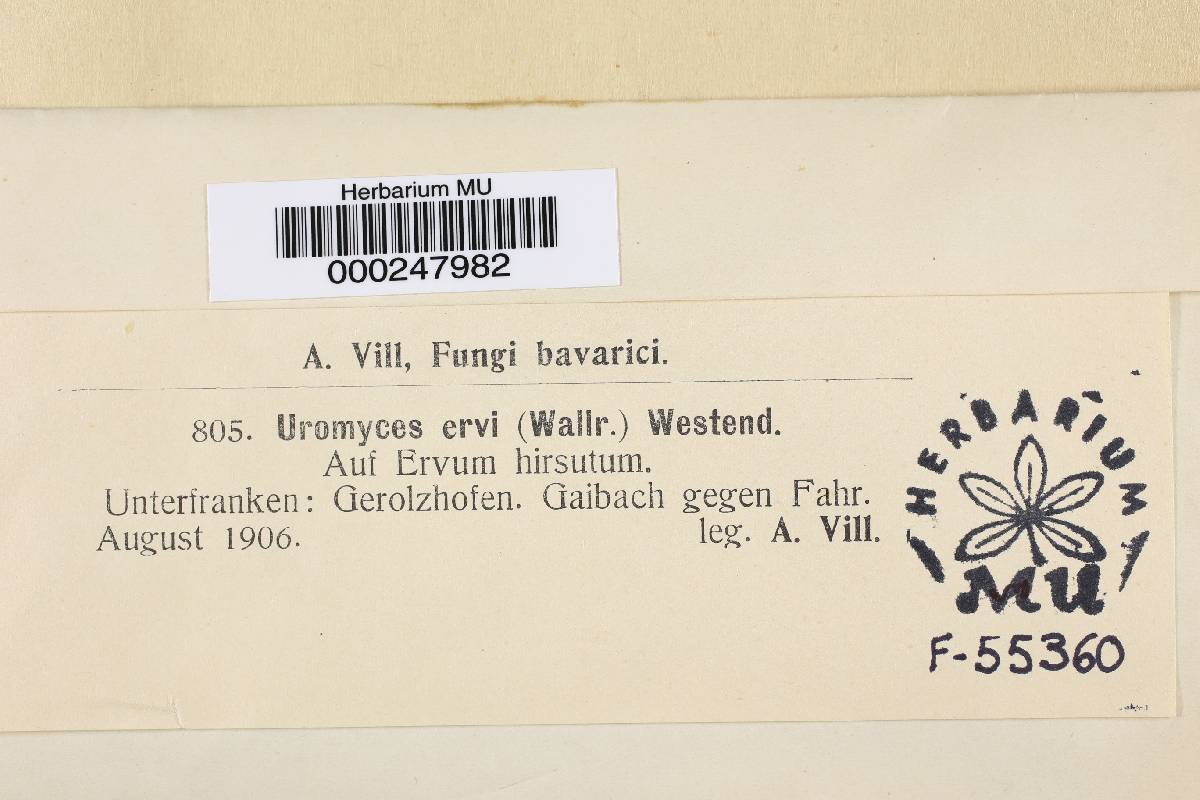 Herbarium MU
000247982
A. Vill, Fungi bavarici.
805. Uromyces ervi (Wallr.) Westend.
Auf Ervum hirsutum.
Unterfranken: Gerolzhofen. Gaibach gegen Fahr.
August 1906. leg. A. Vill.
HERBARIUM
MU
F-55360